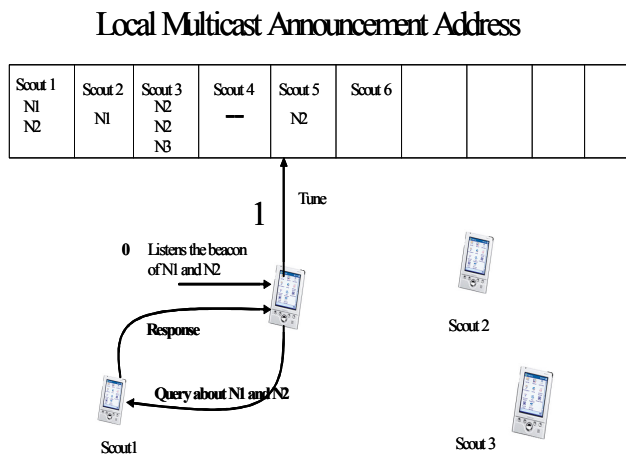 Local Multicast Announcement Address
Scout 1
N1
N2
Scout 2
N1
Scout 3
N2
N2
N3
Scout 4
--
Scout 5
N2
Scout 6
1
Tune
0 Listens the beacon
of N1 and N2
Response
Query about N1 and N2
Scout1
Scout 2
Scout 3